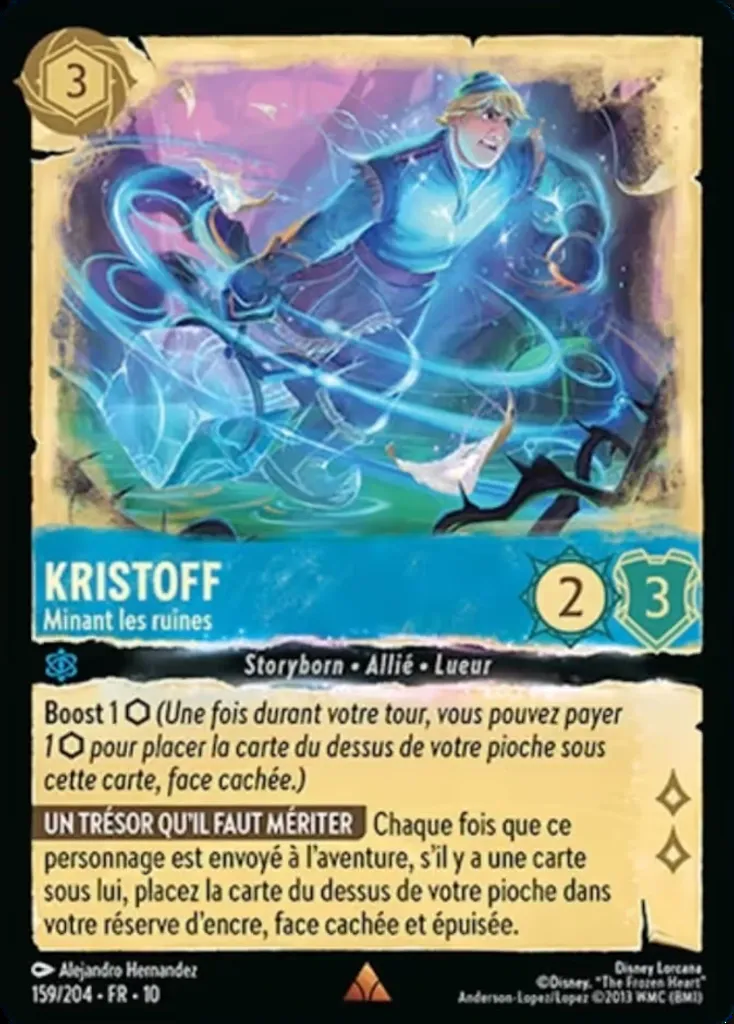 3
KRISTOFF
Minant les ruines
2
3
Storyborn • Allié • Lueur
Boost 1 ⬡ (Une fois durant votre tour, vous pouvez payer
1 ⬡ pour placer la carte du dessus de votre pioche sous
cette carte, face cachée.)
UN TRÉSOR QU'IL FAUT MÉRITER Chaque fois que ce
personnage est envoyé à l'aventure, s'il y a une carte
sous lui, placez la carte du dessus de votre pioche dans
votre réserve d'encre, face cachée et épuisée.
Alejandro Hernandez
159/204 • FR • 10
Disney Lorcana
©Disney. "The Frozen Heart"
Anderson-Lopez/Lopez ©2013 WMC (BMI)